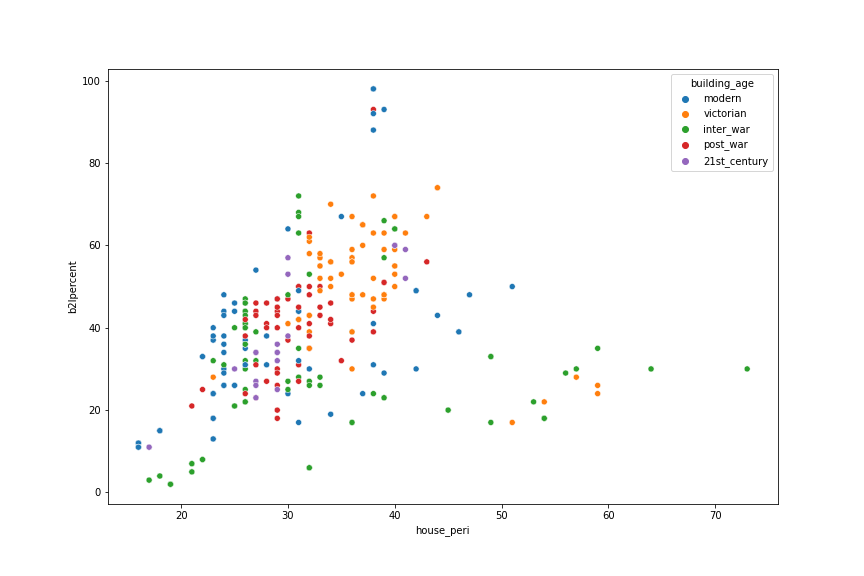 building_age
modern
victorian
inter_war
post_war
21st_century
100
80
60
40
20
0
b2lpercent
20 30 40 50 60 70
house_peri